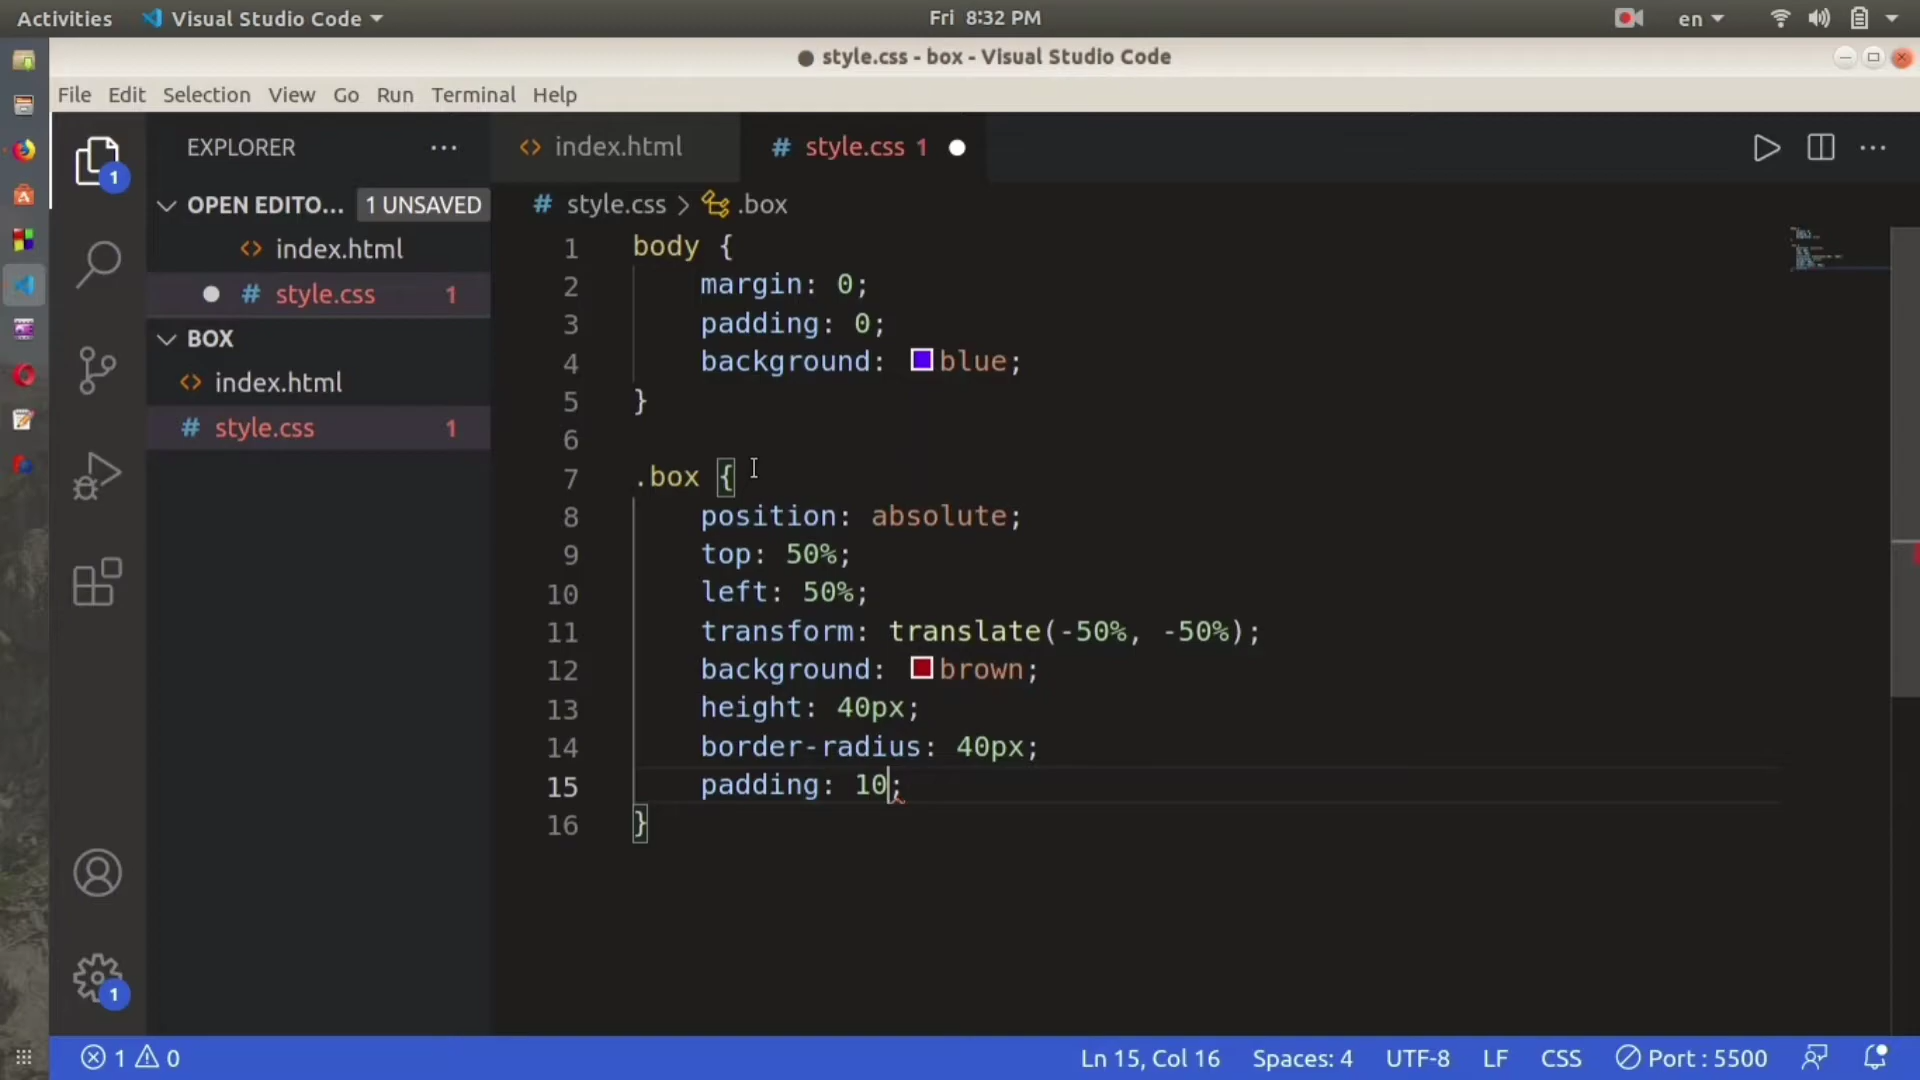 Activities Visual Studio Code Fri 8:32 PM en
style.css - box - Visual Studio Code
File Edit Selection View Go Run Terminal Help
EXPLORER ··· index.html # style.css 1 ···
OPEN EDITO... 1 UNSAVED
index.html
# style.css 1
BOX
index.html
# style.css 1
1
1
# style.css > .box
1 body {
2 margin: 0;
3 padding: 0;
4 background: blue;
5 }
6
7 .box {
8 position: absolute;
9 top: 50%;
10 left: 50%;
11 transform: translate(-50%, -50%);
12 background: brown;
13 height: 40px;
14 border-radius: 40px;
15 padding: 10;
16 }
1 0 Ln 15, Col 16 Spaces: 4 UTF-8 LF CSS Port : 5500